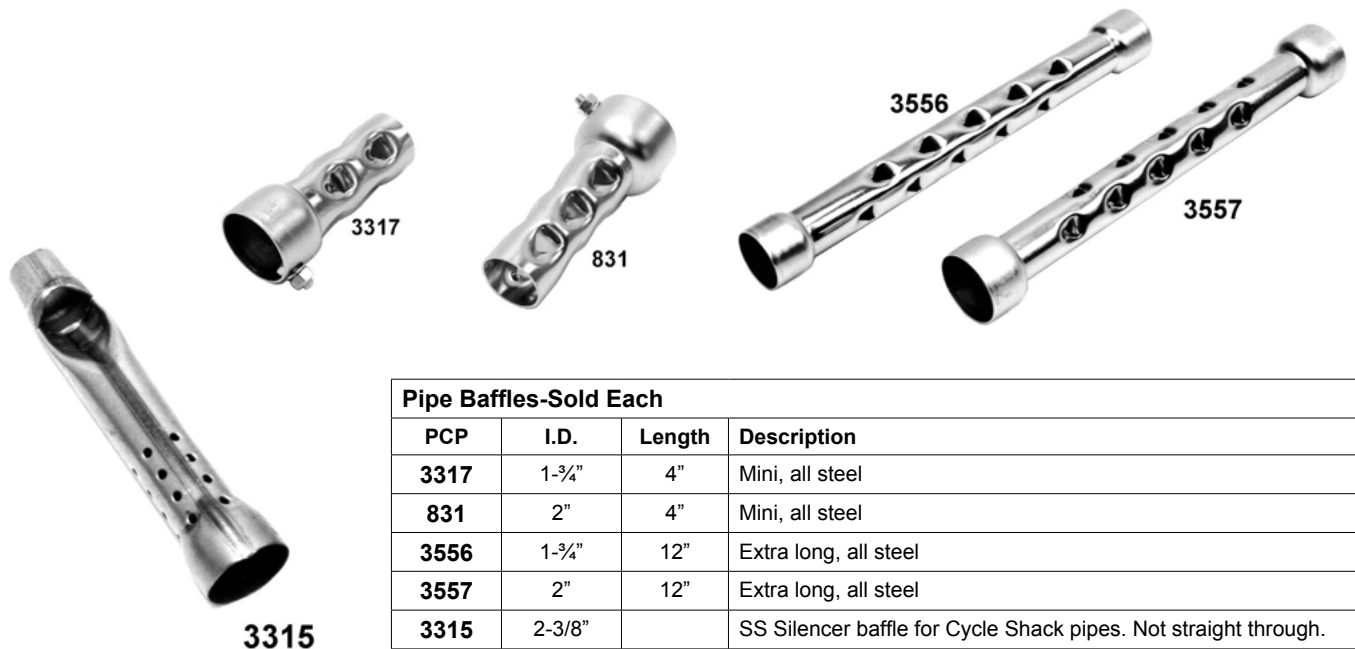 3556
3557
3317
831
3315
Pipe Baffles-Sold Each
PCP I.D. Length Description
3317 1-¾” 4” Mini, all steel
831 2” 4” Mini, all steel
3556 1-¾” 12” Extra long, all steel
3557 2” 12” Extra long, all steel
3315 2-3/8” SS Silencer baffle for Cycle Shack pipes. Not straight through.